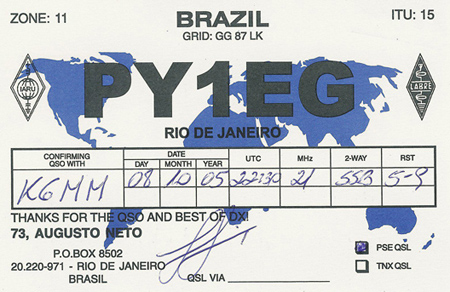 ZONE: 11 BRAZIL ITU: 15
GRID: GG 87 LK
IARU PY1EG LABRE
RIO DE JANEIRO
CONFIRMING QSO WITH DATE UTC MHz 2-WAY RST
DAY MONTH YEAR
K6MM 08 10 05 22:30 21 SSB 5-9
THANKS FOR THE QSO AND BEST OF DX!
73, AUGUSTO NETO
P.O.BOX 8502 PSE QSL
20.220-971 - RIO DE JANEIRO TNX QSL
BRASIL QSL VIA